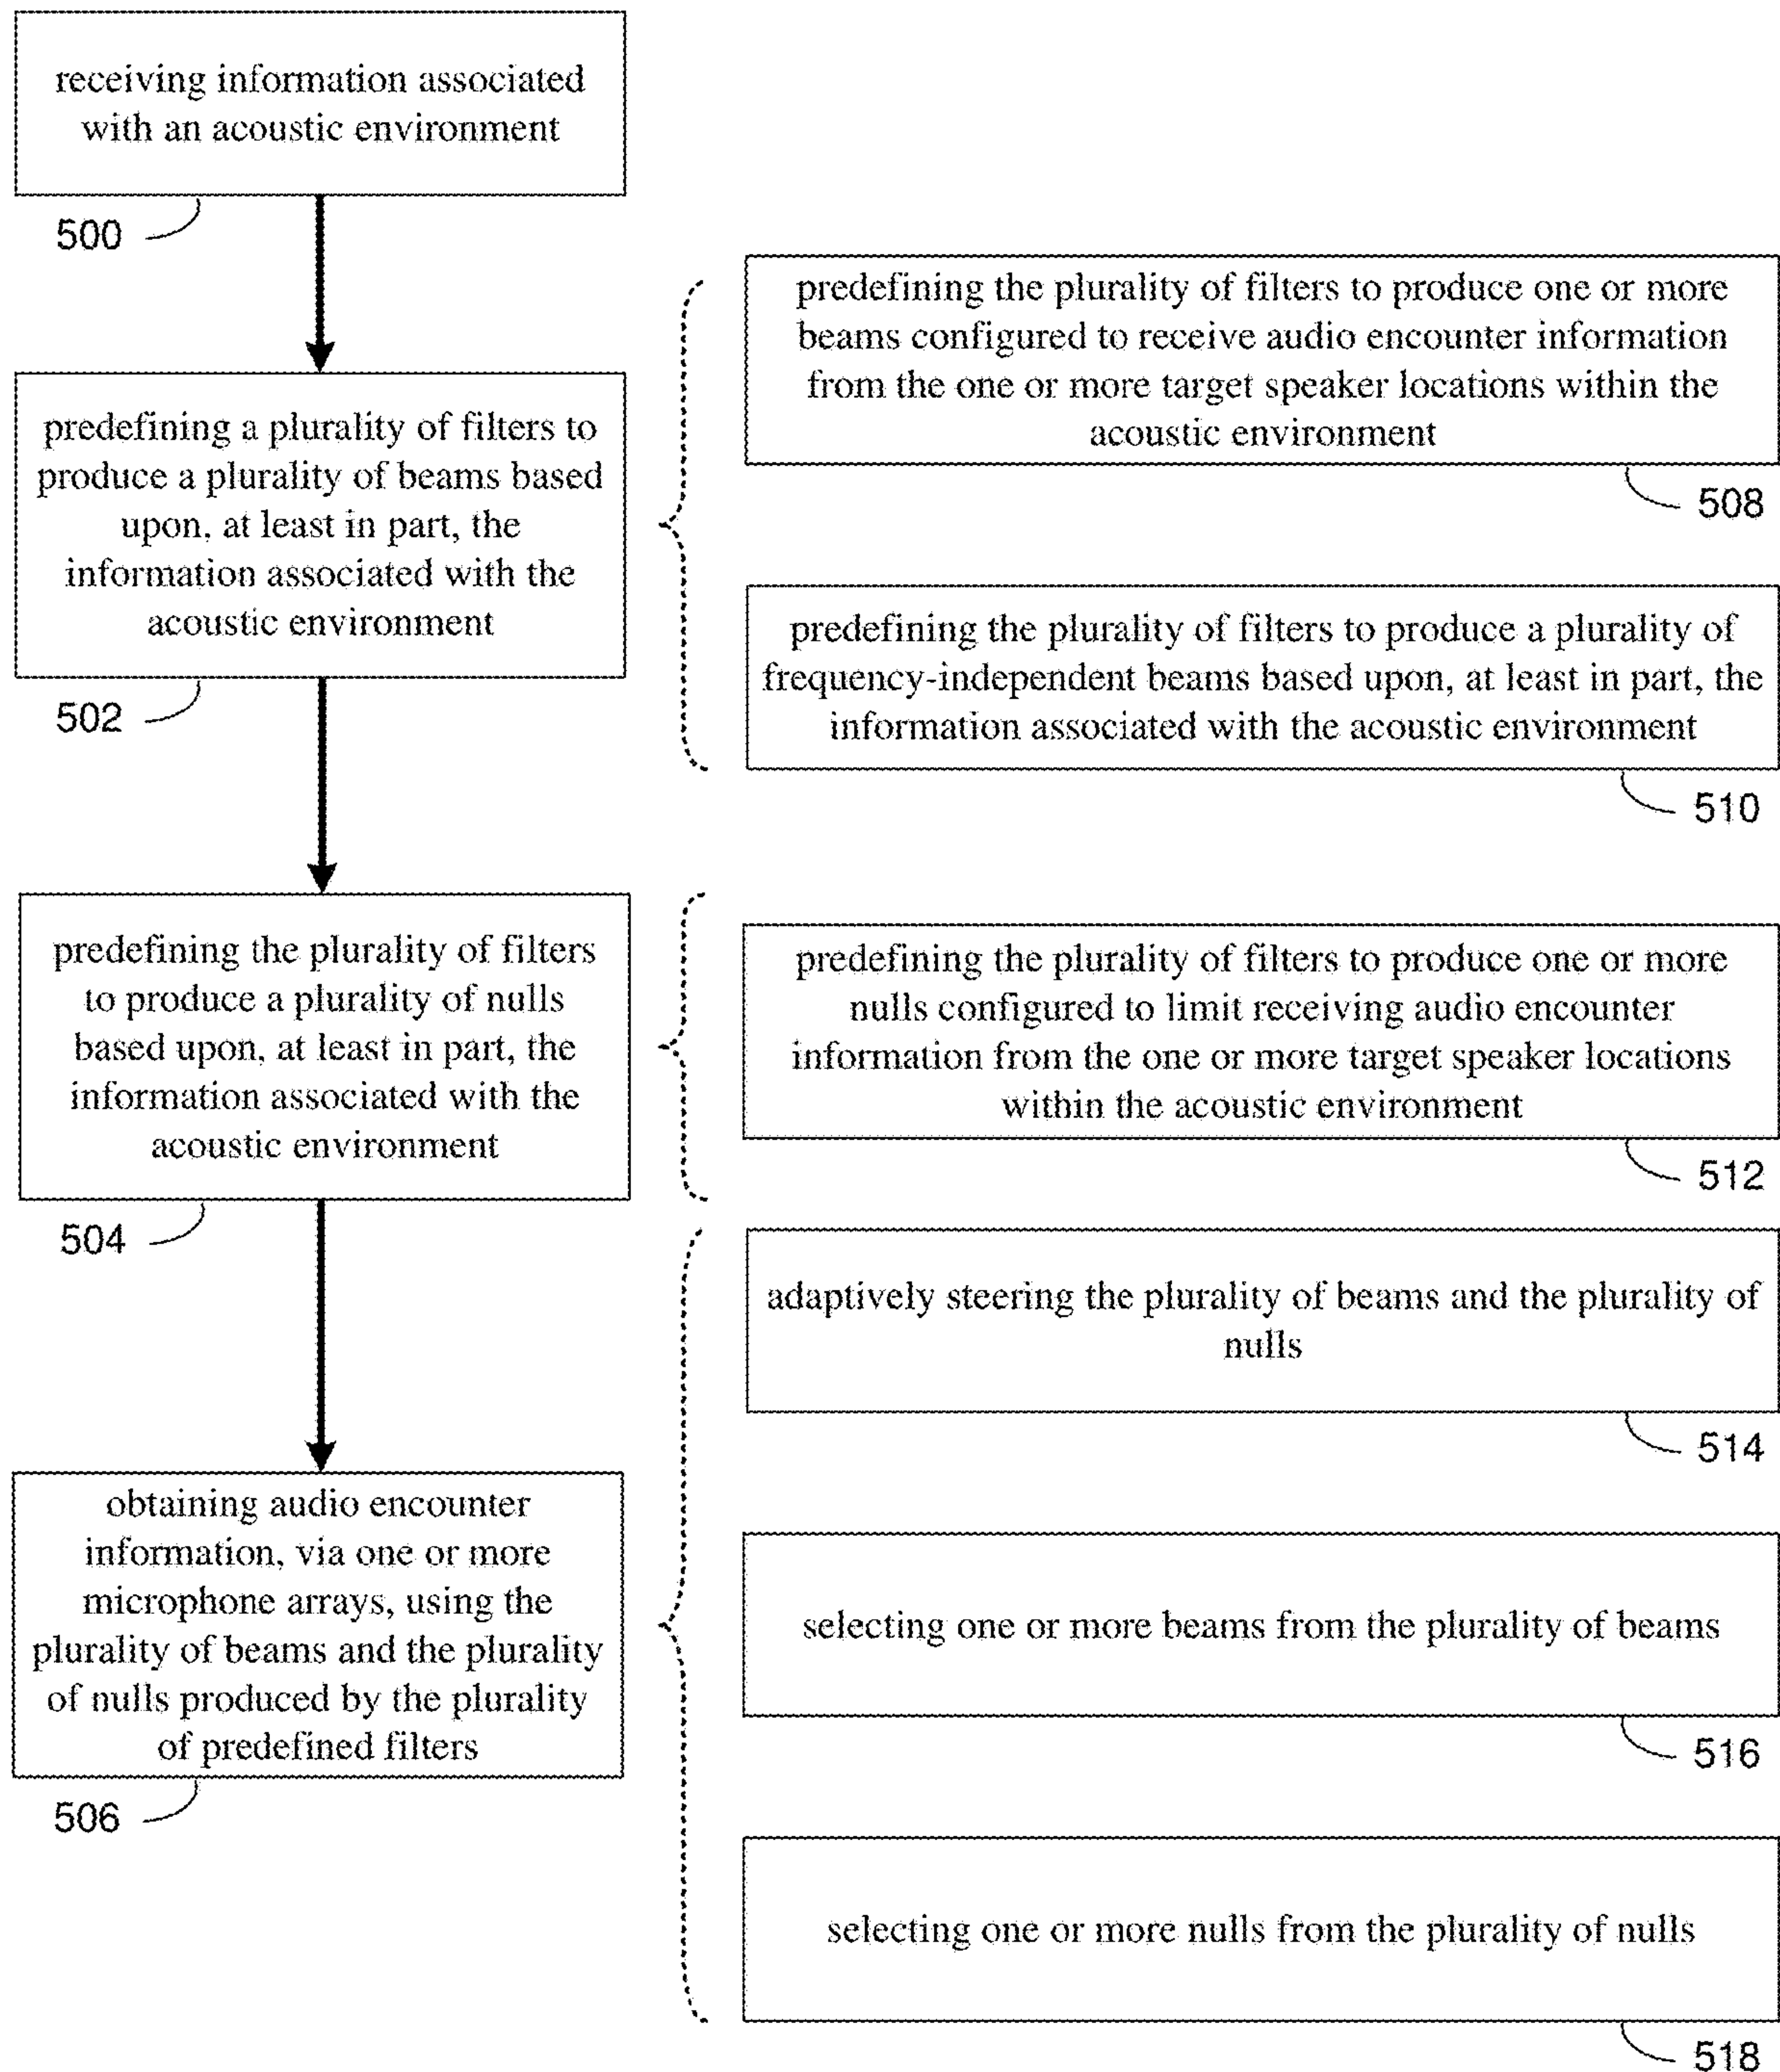 receiving information associated
with an acoustic environment
500
predefining a plurality of filters to
produce a plurality of beams based
upon, at least in part, the
information associated with the
acoustic environment
502
predefining the plurality of filters to produce one or more
beams configured to receive audio encounter information
from the one or more target speaker locations within the
acoustic environment
508
predefining the plurality of filters to produce a plurality of
frequency-independent beams based upon, at least in part, the
information associated with the acoustic environment
510
predefining the plurality of filters
to produce a plurality of nulls
based upon, at least in part, the
information associated with the
acoustic environment
504
predefining the plurality of filters to produce one or more
nulls configured to limit receiving audio encounter
information from the one or more target speaker locations
within the acoustic environment
512
obtaining audio encounter
information, via one or more
microphone arrays, using the
plurality of beams and the plurality
of nulls produced by the plurality
of predefined filters
506
adaptively steering the plurality of beams and the plurality of
nulls
514
selecting one or more beams from the plurality of beams
516
selecting one or more nulls from the plurality of nulls
518